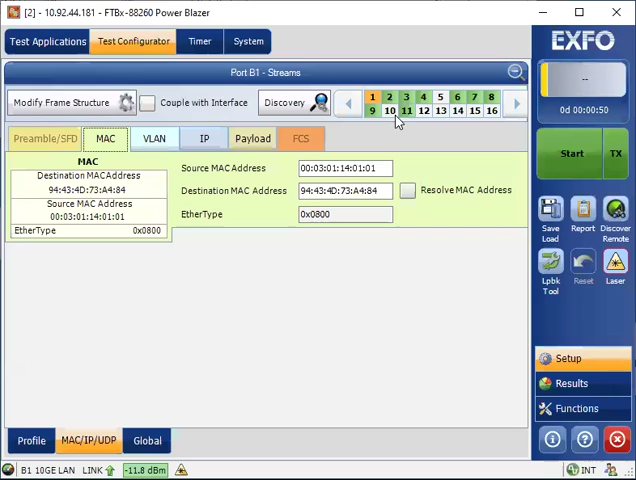 [2] - 10.92.44.181 - FTBx-88260 Power Blazer
Test Applications Test Configurator Timer System
EXFO
Port B1 - Streams
--
0d 00:00:50
Modify Frame Structure Couple with Interface Discovery
1 2 3 4 5 6 7 8
9 10 11 12 13 14 15 16
Preamble/SFD MAC VLAN IP Payload FCS
Start TX
MAC
Destination MACAddress
94:43:4D:73:A4:84
Source MAC Address
00:03:01:14:01:01
EtherType 0x0800
Source MAC Address 00:03:01:14:01:01
Destination MAC Address 94:43:4D:73:A4:84 Resolve MAC Address
EtherType 0x0800
Save Load
Report
Discover Remote
Lpbk Tool
Reset
Laser
Setup
Results
Functions
Profile MAC/IP/UDP Global
B1 10GE LAN LINK -11.8 dBm INT